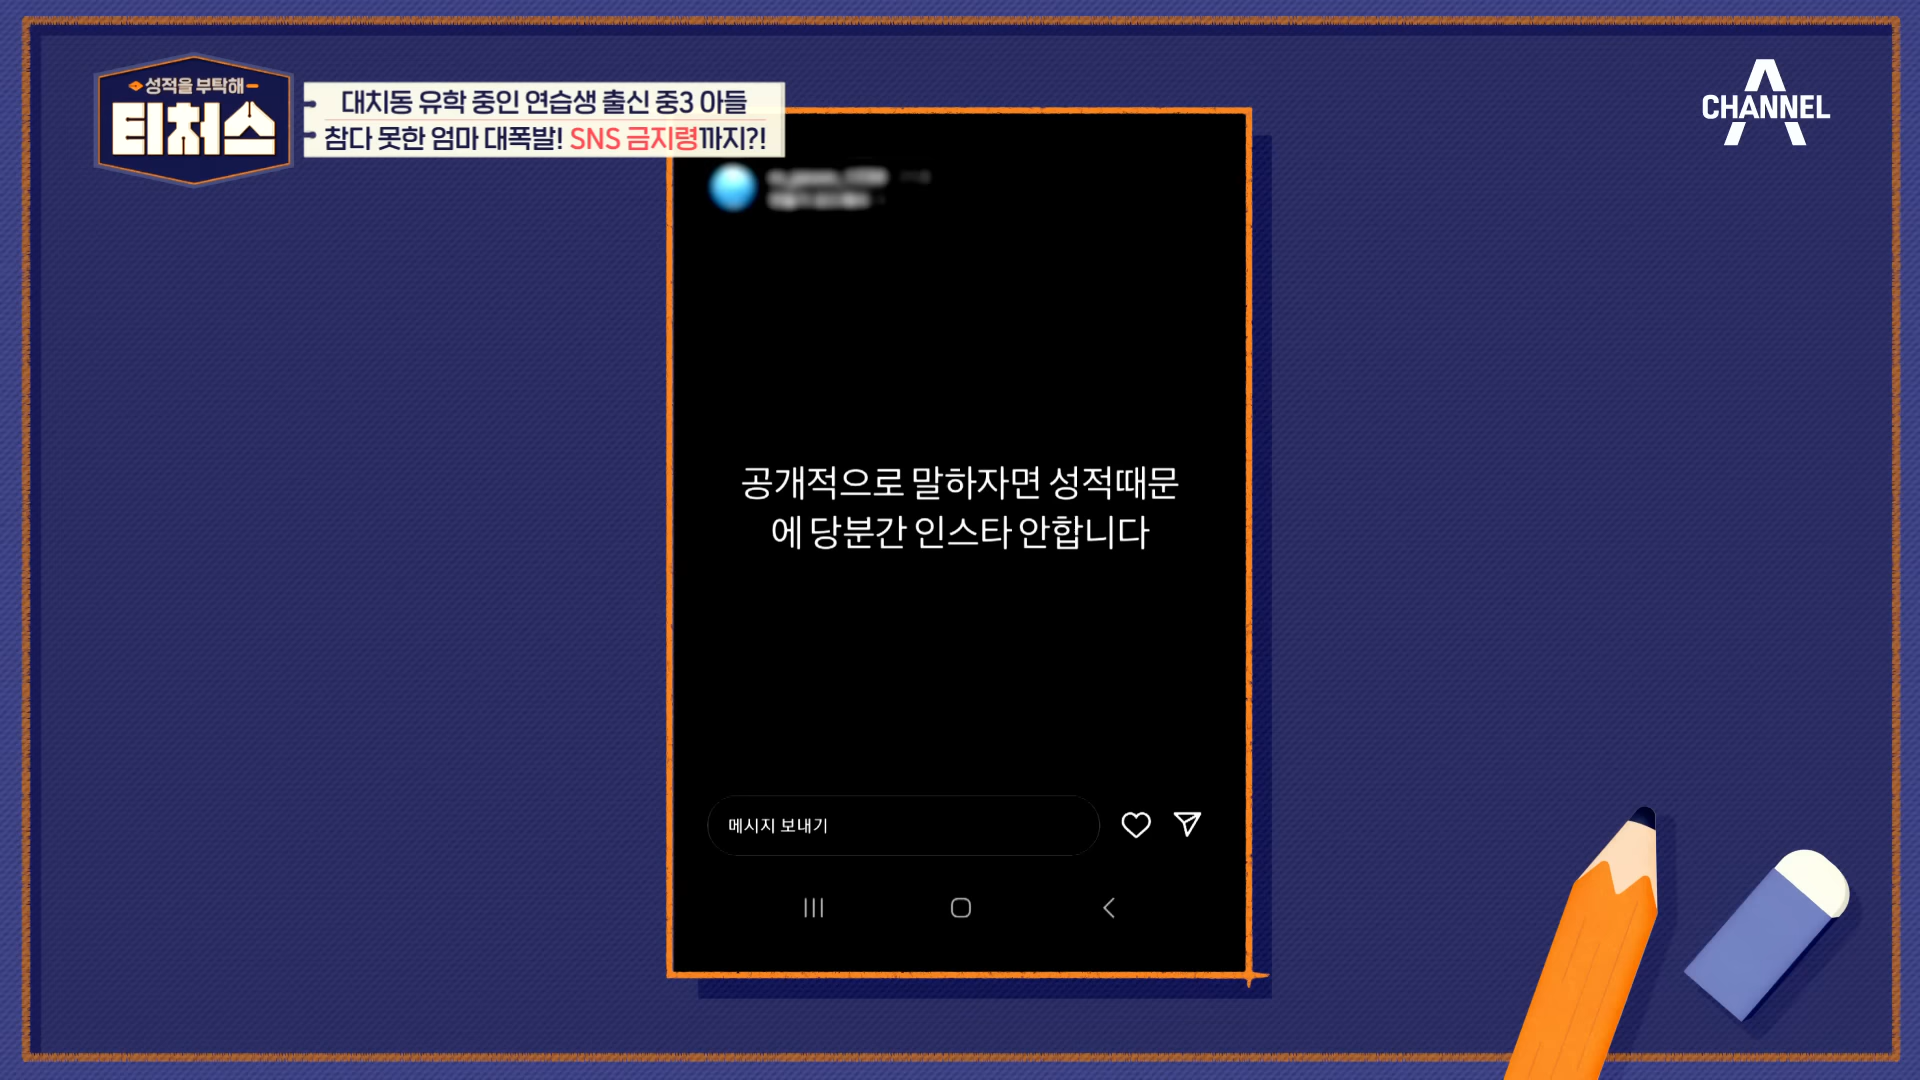 성적을 부탁해
티처스
대치동 유학 중인 연습생 출신 중3 아들
참다 못한 엄마 대폭발! SNS 금지령까지?!
CHANNEL A
공개적으로 말하자면 성적때문
에 당분간 인스타 안합니다
메시지 보내기